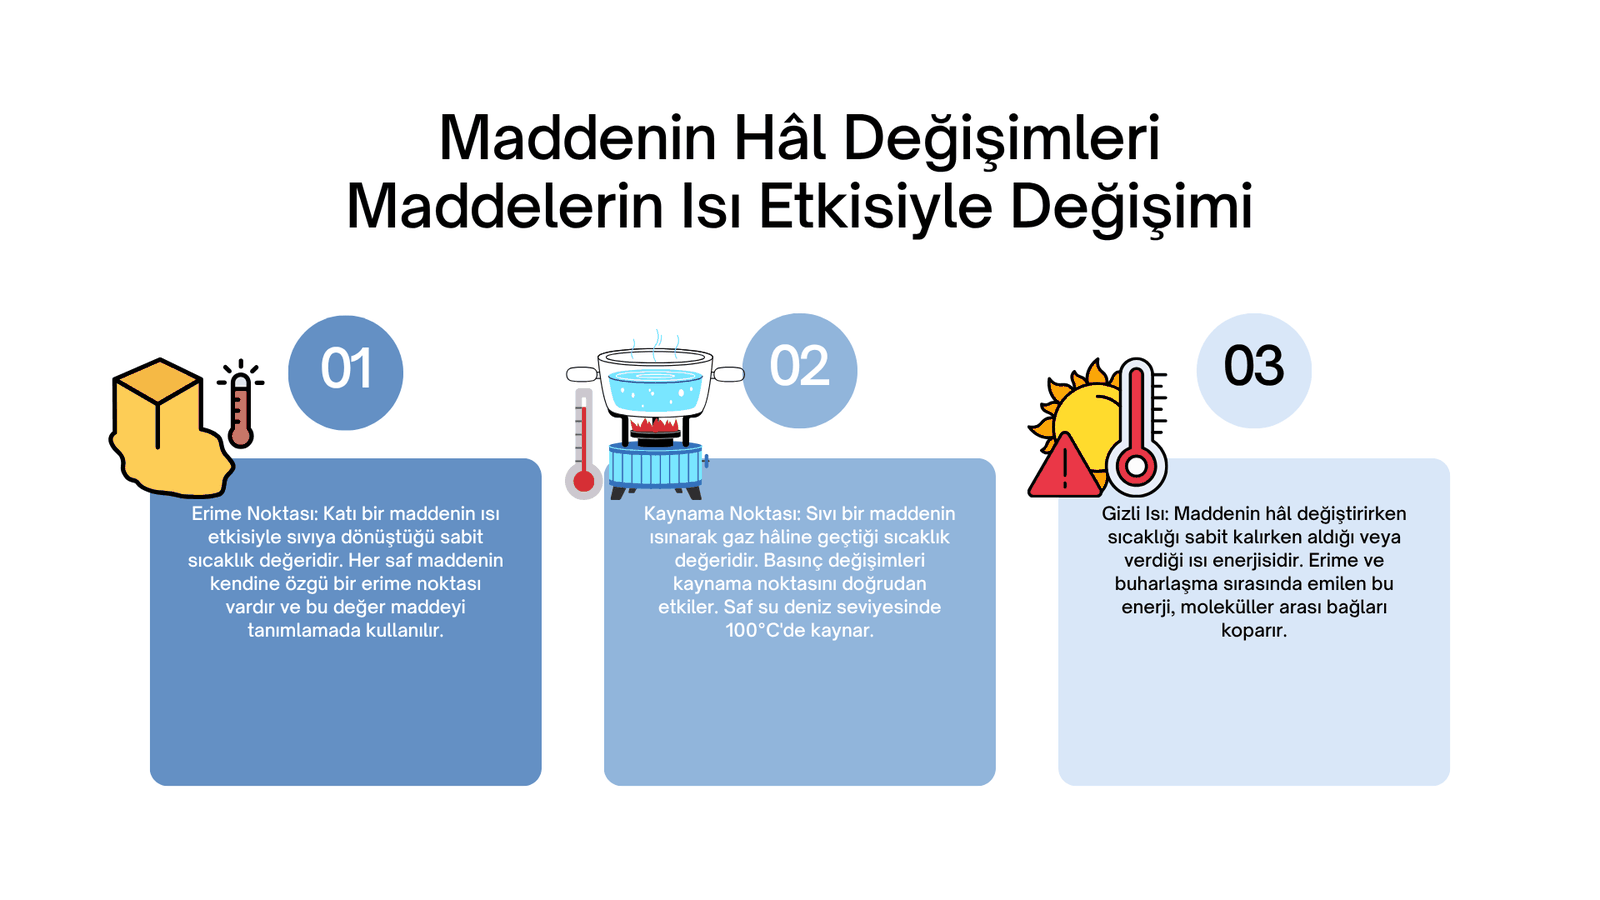 Maddenin Hâl Değişimleri
Maddelerin Isı Etkisiyle Değişimi
01
Erime Noktası: Katı bir maddenin ısı
etkisiyle sıvıya dönüştüğü sabit
sıcaklık değeridir. Her saf maddenin
kendine özgü bir erime noktası
vardır ve bu değer maddeyi
tanımlamada kullanılır.
02
Kaynama Noktası: Sıvı bir maddenin
ısınarak gaz hâline geçtiği sıcaklık
değeridir. Basınç değişimleri
kaynama noktasını doğrudan
etkiler. Saf su deniz seviyesinde
100°C'de kaynar.
03
Gizli Isı: Maddenin hâl değiştirirken
sıcaklığı sabit kalırken aldığı veya
verdiği ısı enerjisidir. Erime ve
buharlaşma sırasında emilen bu
enerji, moleküller arası bağları
koparır.